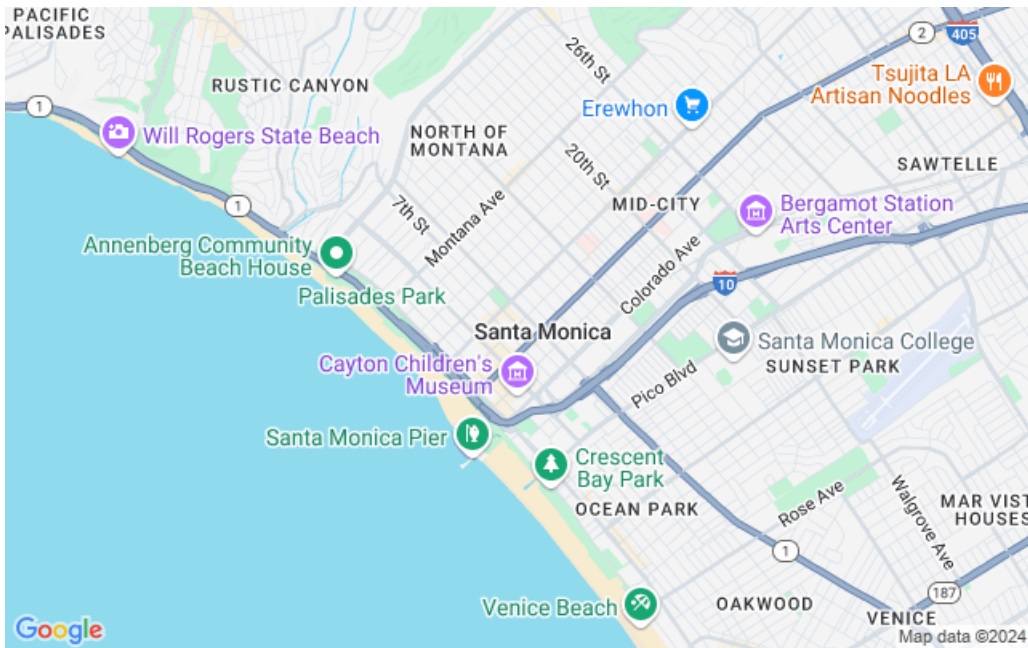 PACIFIC
PALISADES
2
405
26th St
Tsujita LA
Artisan Noodles
RUSTIC CANYON
1
Erewhon
Will Rogers State Beach
NORTH OF
MONTANA
20th St
SAWTELLE
MID-CITY
7th St
Montana Ave
1
Bergamot Station
Arts Center
Annenberg Community
Beach House
Colorado Ave
10
Palisades Park
Santa Monica
Santa Monica College
SUNSET PARK
Cayton Children's
Museum
Pico Blvd
Santa Monica Pier
Crescent
Bay Park
Rose Ave
Walgrove Ave
MAR VIST
HOUSES
OCEAN PARK
1
187
Venice Beach
OAKWOOD
VENICE
Google
Map data ©2024